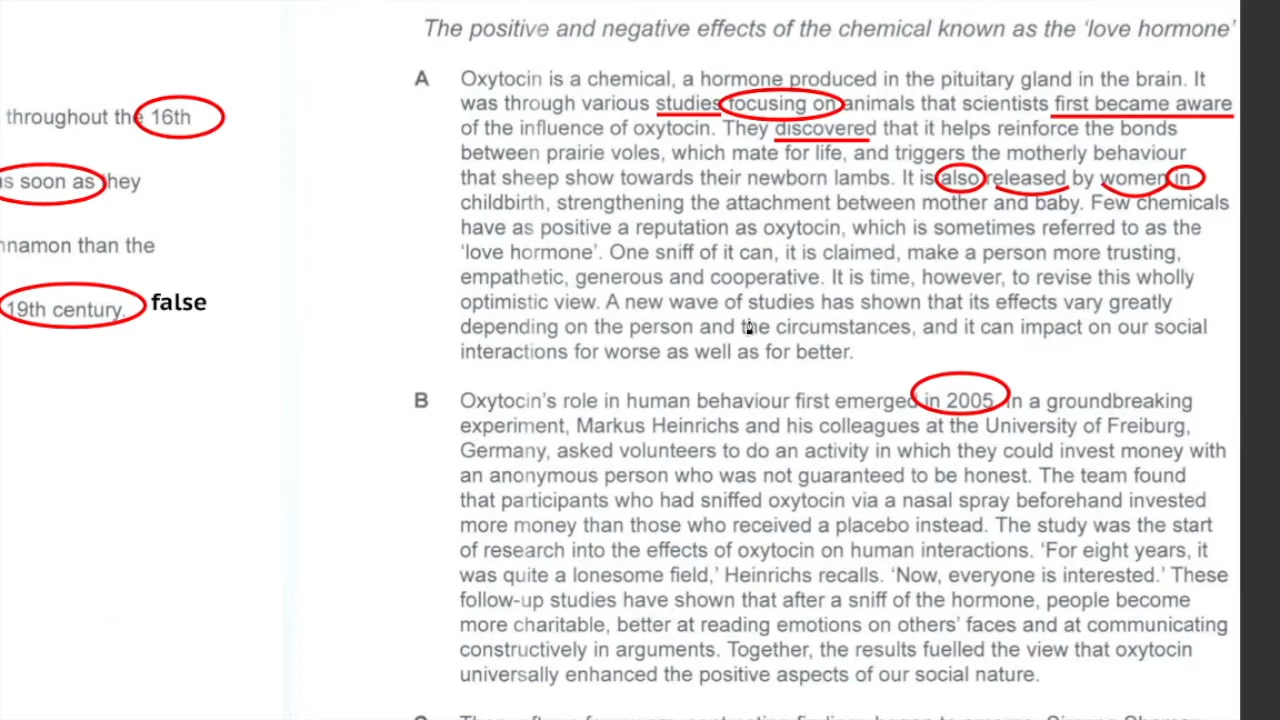 The positive and negative effects of the chemical known as the ‘love hormone’
throughout the 16th
as soon as they
than the
19th century. false
A Oxytocin is a chemical, a hormone produced in the pituitary gland in the brain. It
was through various studies focusing on animals that scientists first became aware
of the influence of oxytocin. They discovered that it helps reinforce the bonds
between prairie voles, which mate for life, and triggers the motherly behaviour
that sheep show towards their newborn lambs. It is also released by women in
childbirth, strengthening the attachment between mother and baby. Few chemicals
have as positive a reputation as oxytocin, which is sometimes referred to as the
‘love hormone’. One sniff of it can, it is claimed, make a person more trusting,
empathetic, generous and cooperative. It is time, however, to revise this wholly
optimistic view. A new wave of studies has shown that its effects vary greatly
depending on the person and the circumstances, and it can impact on our social
interactions for worse as well as for better.
B Oxytocin’s role in human behaviour first emerged in 2005. In a groundbreaking
experiment, Markus Heinrichs and his colleagues at the University of Freiburg,
Germany, asked volunteers to do an activity in which they could invest money with
an anonymous person who was not guaranteed to be honest. The team found
that participants who had sniffed oxytocin via a nasal spray beforehand invested
more money than those who received a placebo instead. The study was the start
of research into the effects of oxytocin on human interactions. ‘For eight years, it
was quite a lonesome field,’ Heinrichs recalls. ‘Now, everyone is interested.’ These
follow-up studies have shown that after a sniff of the hormone, people become
more charitable, better at reading emotions on others’ faces and at communicating
constructively in arguments. Together, the results fuelled the view that oxytocin
universally enhanced the positive aspects of our social nature.